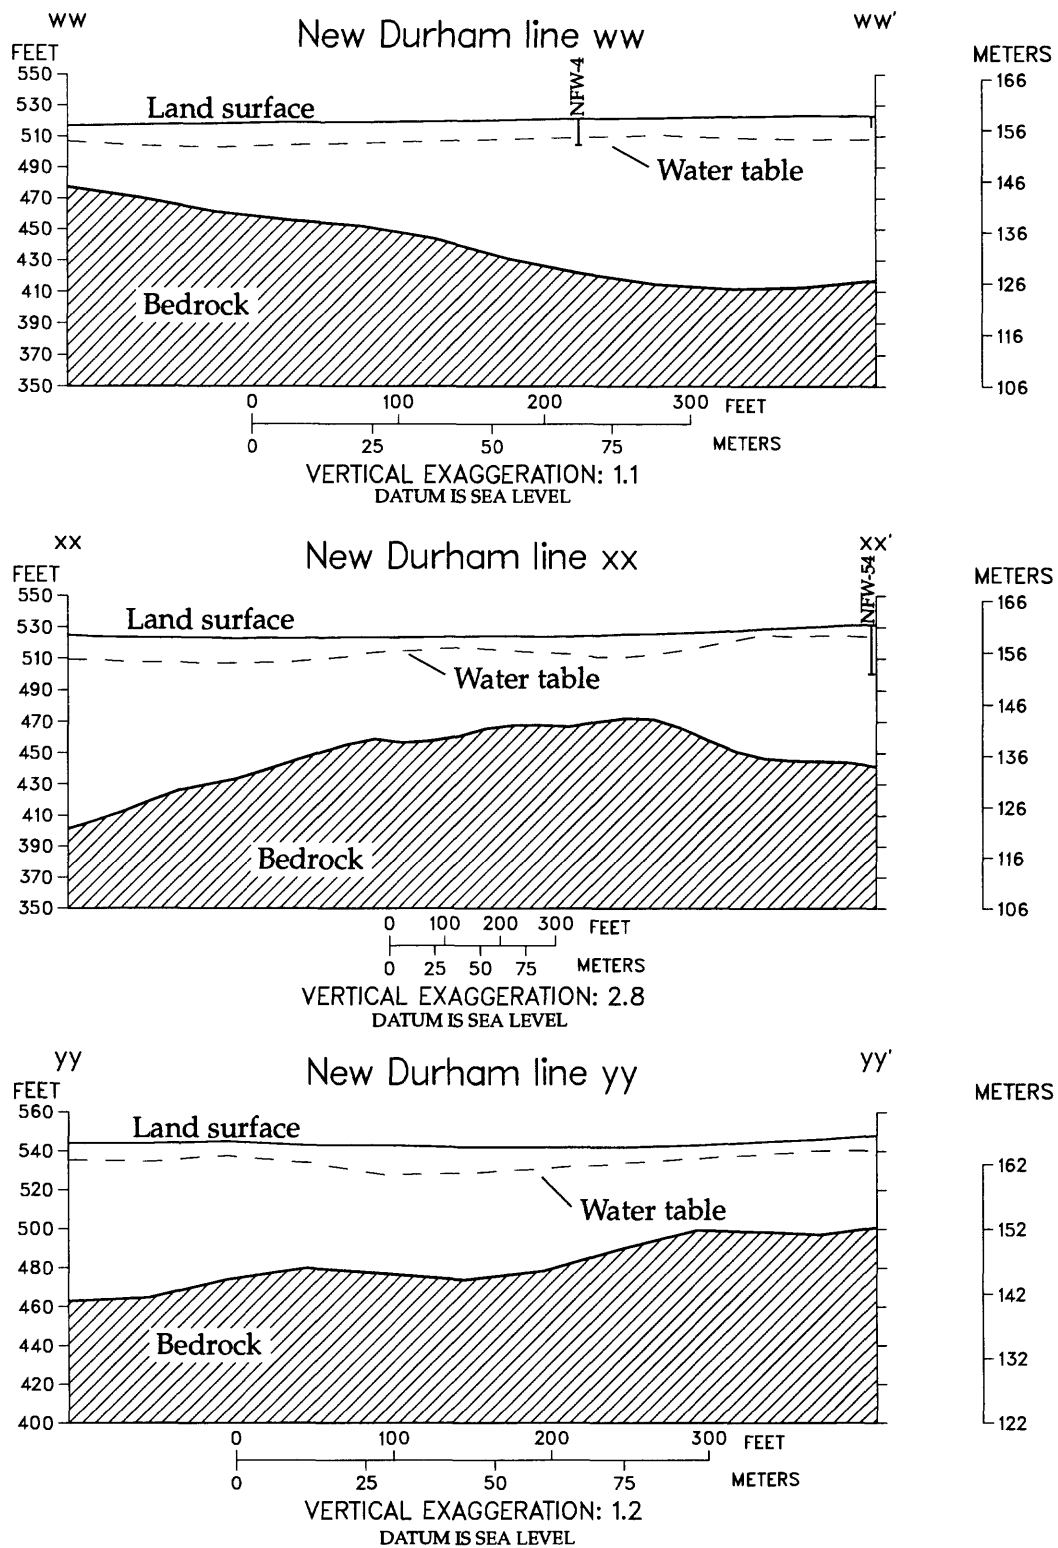 ww New Durham line ww ww'
FEET METERS
NFW-4
550
530
510
490
470
450
430
410
390
370
350
Land surface
Water table
Bedrock
166
156
146
136
126
116
106
0 100 200 300 FEET
0 25 50 75 METERS
VERTICAL EXAGGERATION: 1.1
DATUM IS SEA LEVEL
xx New Durham line xx xx'
FEET METERS
NFW-54
550
530
510
490
470
450
430
410
390
370
350
Land surface
Water table
Bedrock
166
156
146
136
126
116
106
0 100 200 300 FEET
0 25 50 75 METERS
VERTICAL EXAGGERATION: 2.8
DATUM IS SEA LEVEL
yy New Durham line yy yy'
FEET METERS
560
540
520
500
480
460
440
420
400
Land surface
Water table
Bedrock
162
152
142
132
122
0 100 200 300 FEET
0 25 50 75 METERS
VERTICAL EXAGGERATION: 1.2
DATUM IS SEA LEVEL